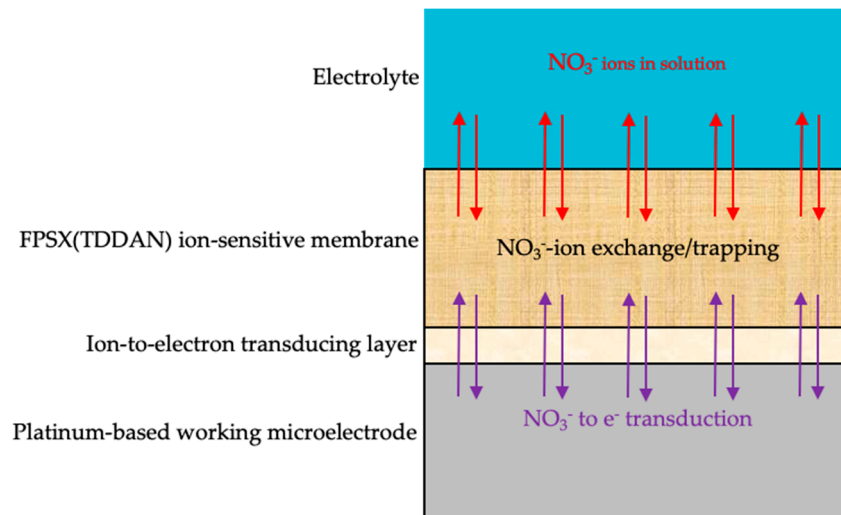 Electrolyte
NO₃⁻ ions in solution
FPSX(TDDAN) ion-sensitive membrane
NO₃⁻-ion exchange/trapping
Ion-to-electron transducing layer
Platinum-based working microelectrode
NO₃⁻ to e⁻ transduction